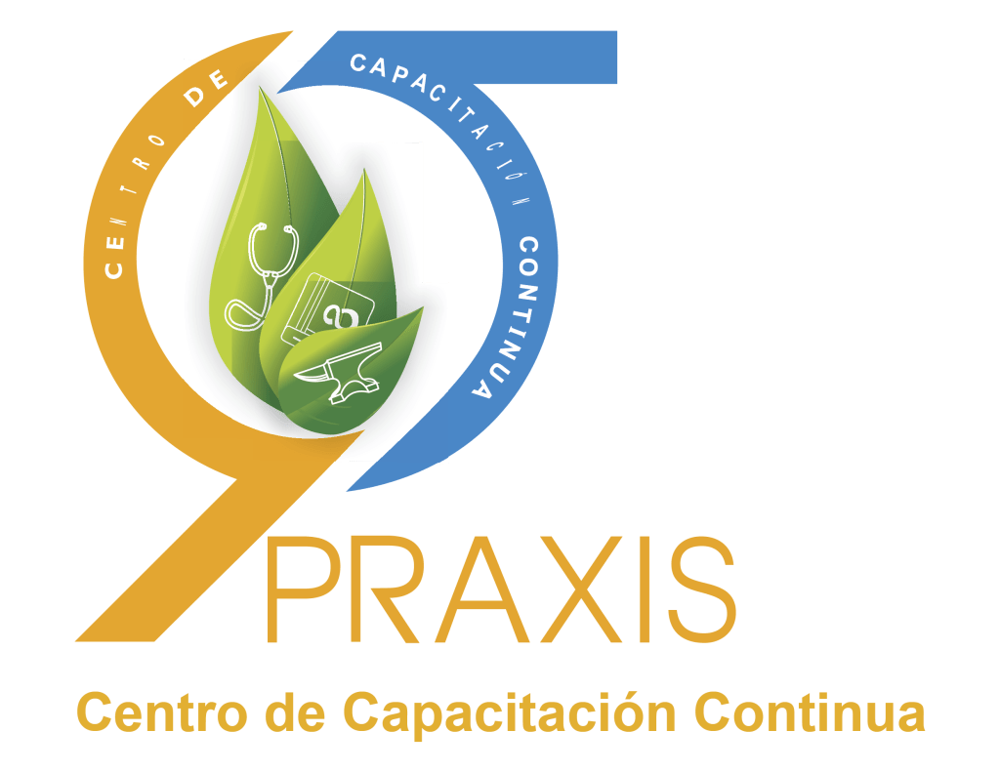 CENTRO DE
CAPACITACIÓN CONTINUA
PRAXIS
Centro de Capacitación Continua